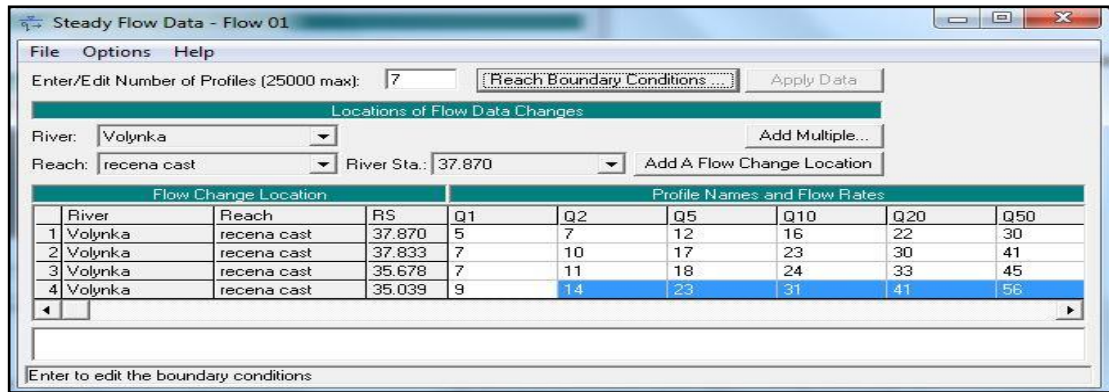 Steady Flow Data - Flow 01
File Options Help
Enter/Edit Number of Profiles (25000 max): 7 Reach Boundary Conditions ... Apply Data
Locations of Flow Data Changes
River: Volynka Add Multiple...
Reach: recena cast River Sta.: 37.870 Add A Flow Change Location
Flow Change Location Profile Names and Flow Rates
River Reach RS Q1 Q2 Q5 Q10 Q20 Q50
1 Volynka recena cast 37.870 5 7 12 16 22 30
2 Volynka recena cast 37.833 7 10 17 23 30 41
3 Volynka recena cast 35.678 7 11 18 24 33 45
4 Volynka recena cast 35.039 9 14 23 31 41 56
Enter to edit the boundary conditions